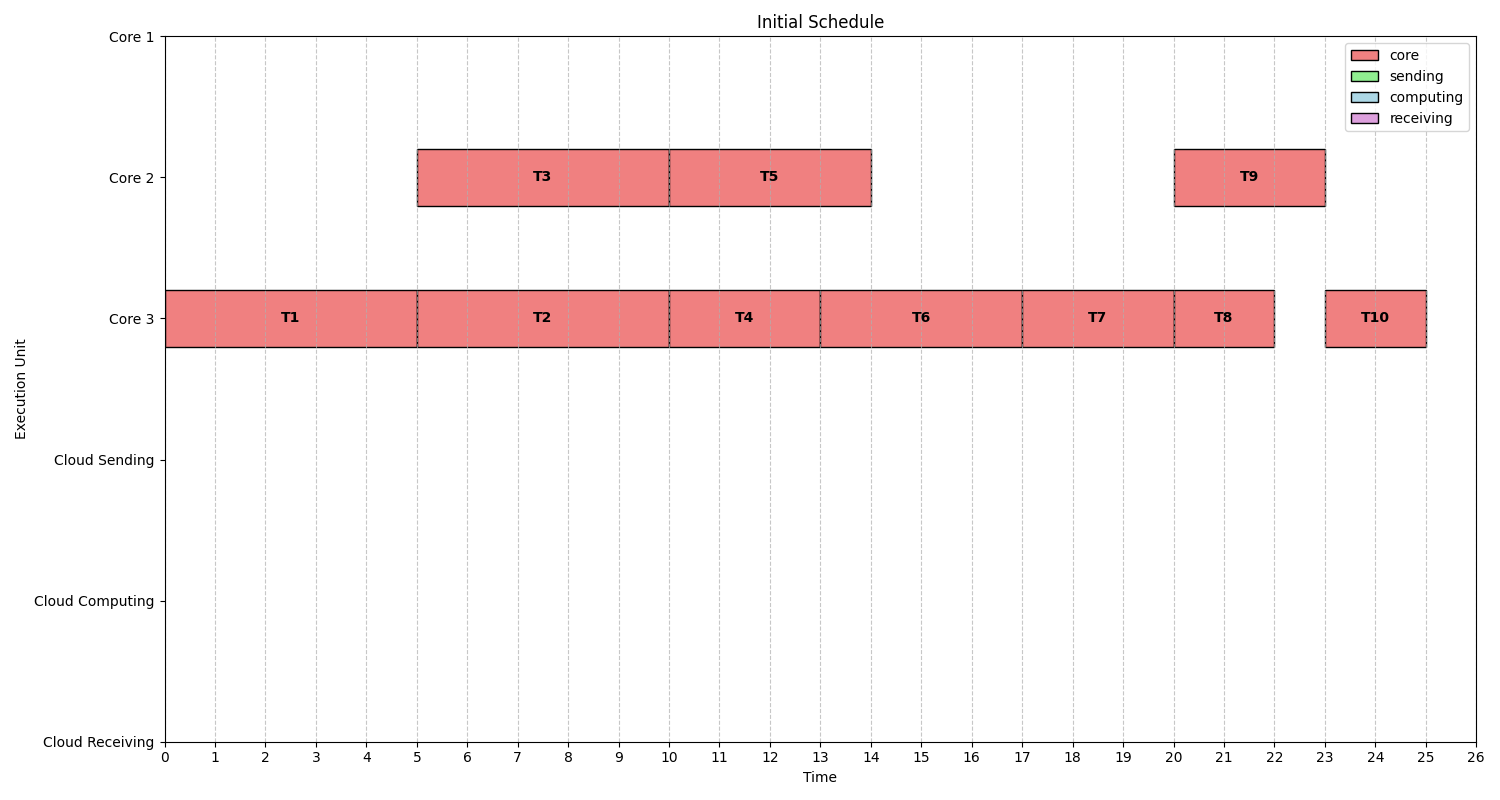 Initial Schedule
Core 1
core
sending
computing
receiving
Core 2
T3
T5
T9
Core 3
T1
T2
T4
T6
T7
T8
T10
Execution Unit
Cloud Sending
Cloud Computing
Cloud Receiving
0 1 2 3 4 5 6 7 8 9 10 11 12 13 14 15 16 17 18 19 20 21 22 23 24 25 26
Time